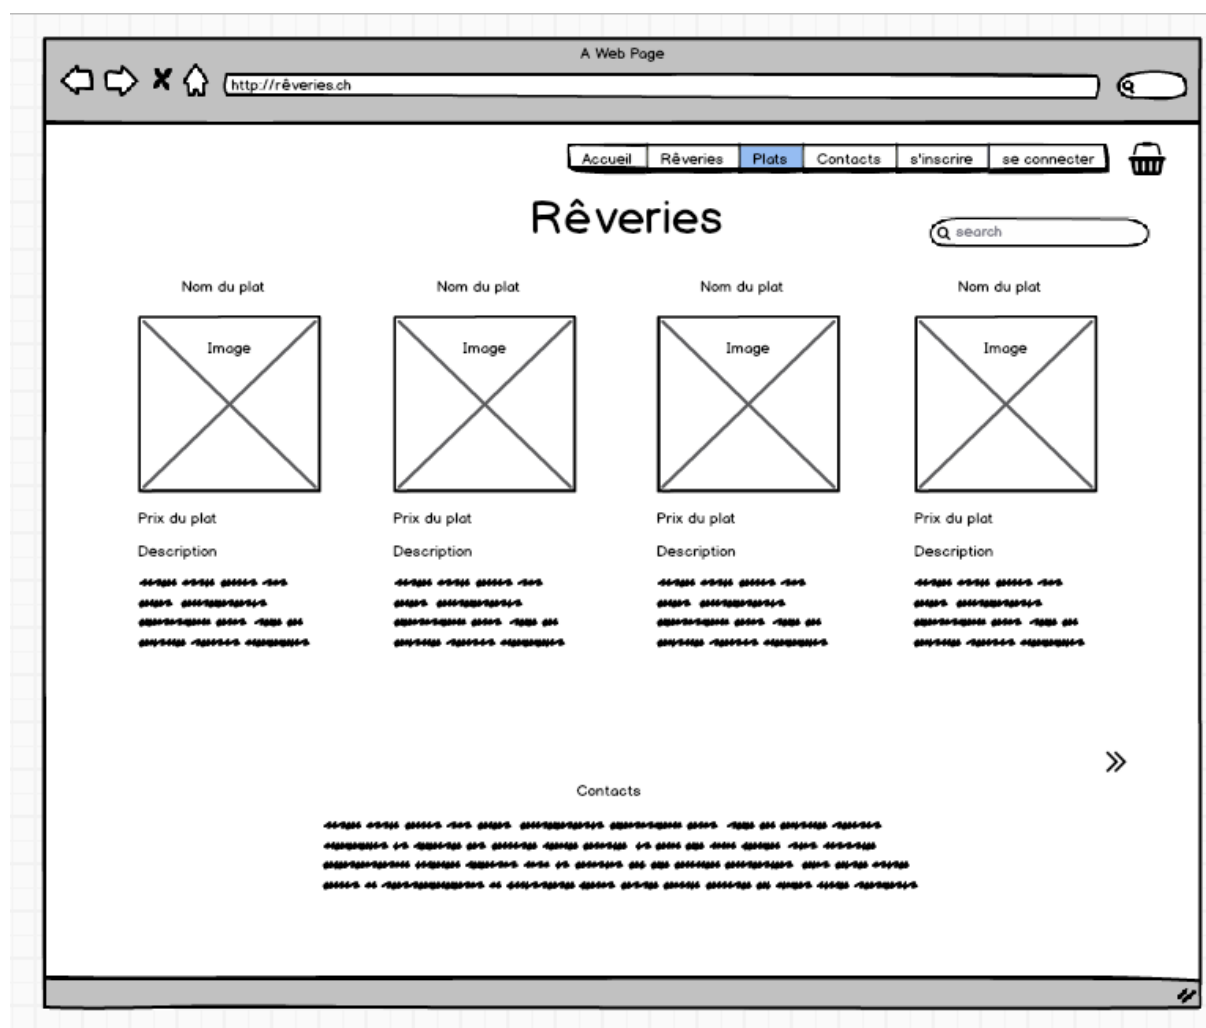 A Web Page
http://rêveries.ch
Accueil Rêveries Plats Contacts s'inscrire se connecter
Rêveries
search
Nom du plat Nom du plat Nom du plat Nom du plat
Image Image Image Image
Prix du plat Prix du plat Prix du plat Prix du plat
Description Description Description Description
Contacts